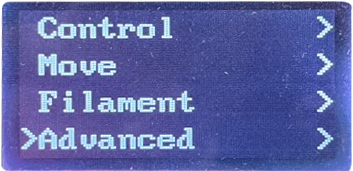 Control >
Move >
Filament >
>Advanced >